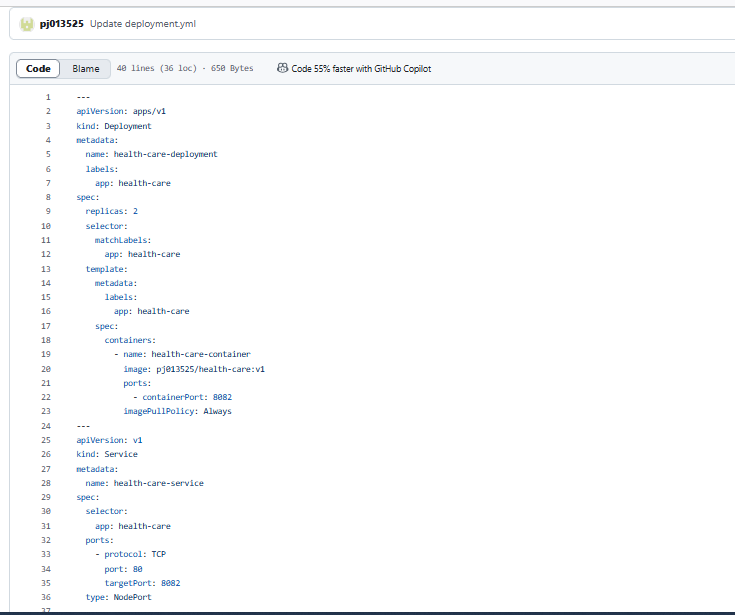 pj013525 Update deployment.yml
Code Blame 40 lines (36 loc) · 650 Bytes Code 55% faster with GitHub Copilot
1 ---
2 apiVersion: apps/v1
3 kind: Deployment
4 metadata:
5   name: health-care-deployment
6   labels:
7     app: health-care
8 spec:
9   replicas: 2
10   selector:
11     matchLabels:
12       app: health-care
13   template:
14     metadata:
15       labels:
16         app: health-care
17     spec:
18       containers:
19         - name: health-care-container
20           image: pj013525/health-care:v1
21           ports:
22             - containerPort: 8082
23           imagePullPolicy: Always
24 ---
25 apiVersion: v1
26 kind: Service
27 metadata:
28   name: health-care-service
29 spec:
30   selector:
31     app: health-care
32   ports:
33     - protocol: TCP
34       port: 80
35       targetPort: 8082
36   type: NodePort
37